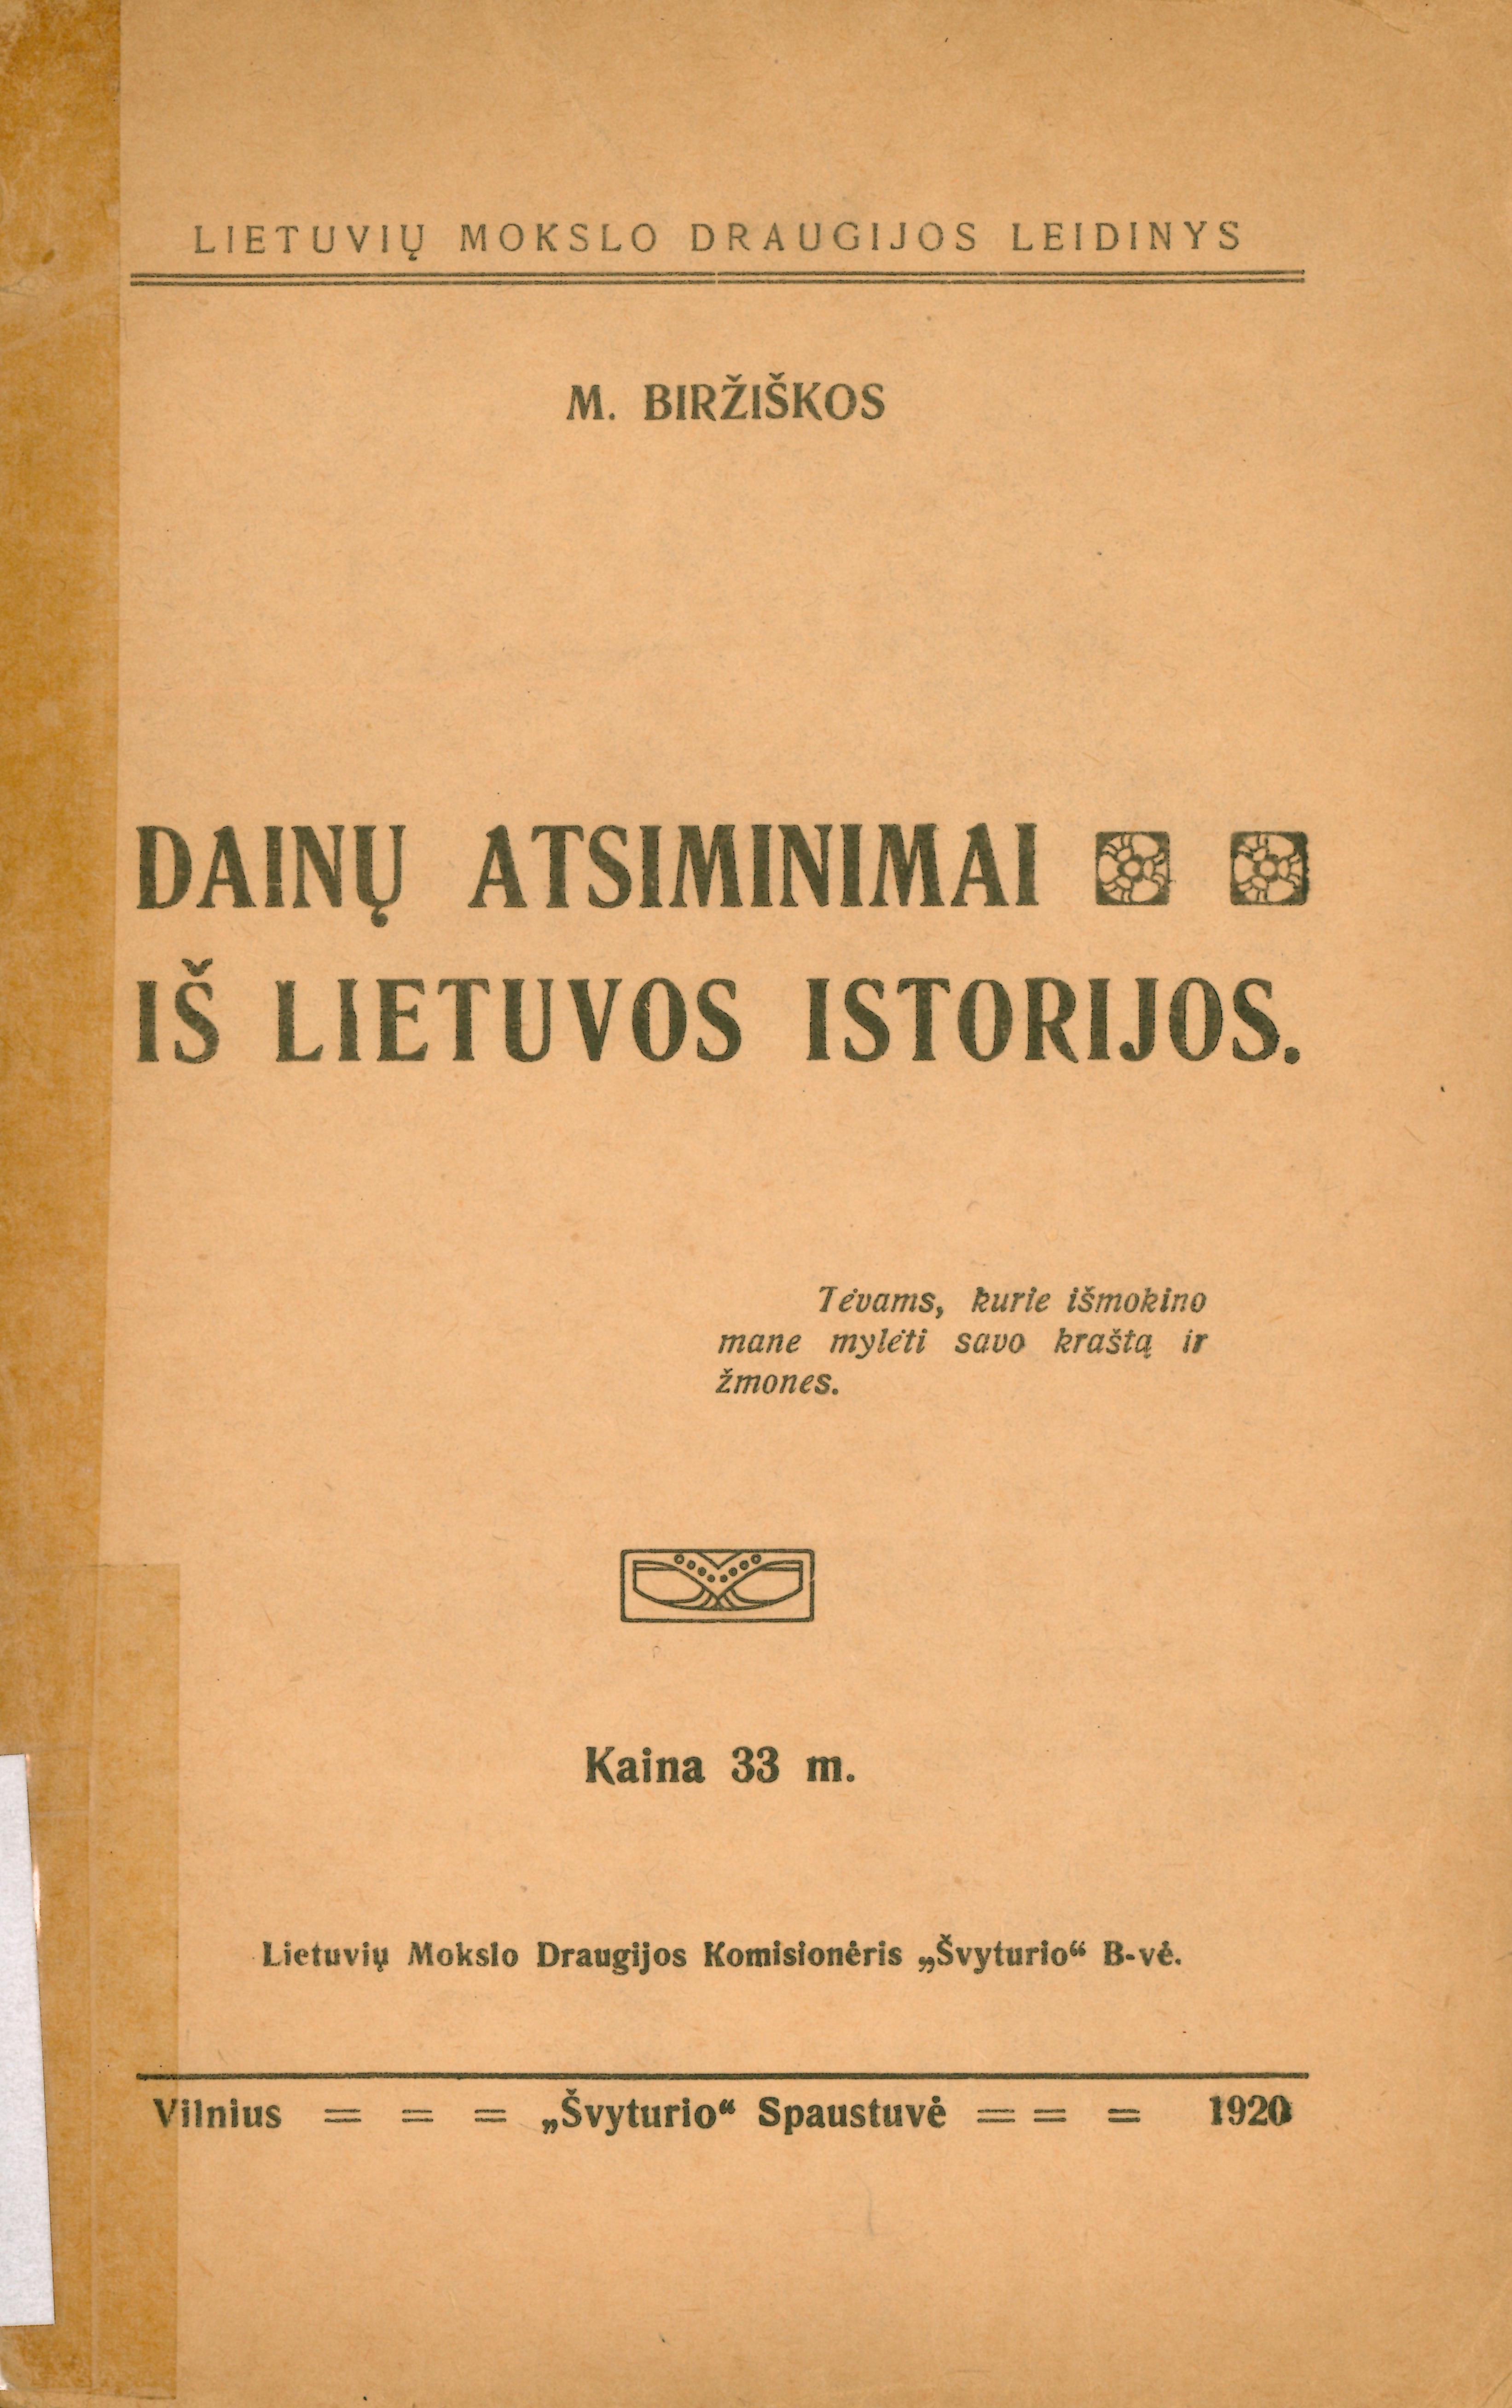 LIETUVIŲ MOKSLO DRAUGIJOS LEIDINYS
M. BIRŽIŠKOS
DAINŲ ATSIMINIMAI
IŠ LIETUVOS ISTORIJOS.
Tėvams, kurie išmokino
mane mylėti savo kraštą ir
žmones.
Kaina 33 m.
Lietuvių Mokslo Draugijos Komisionėris „Švyturio“ B-vė.
Vilnius = = = „Švyturio“ Spaustuvė = = = 1920